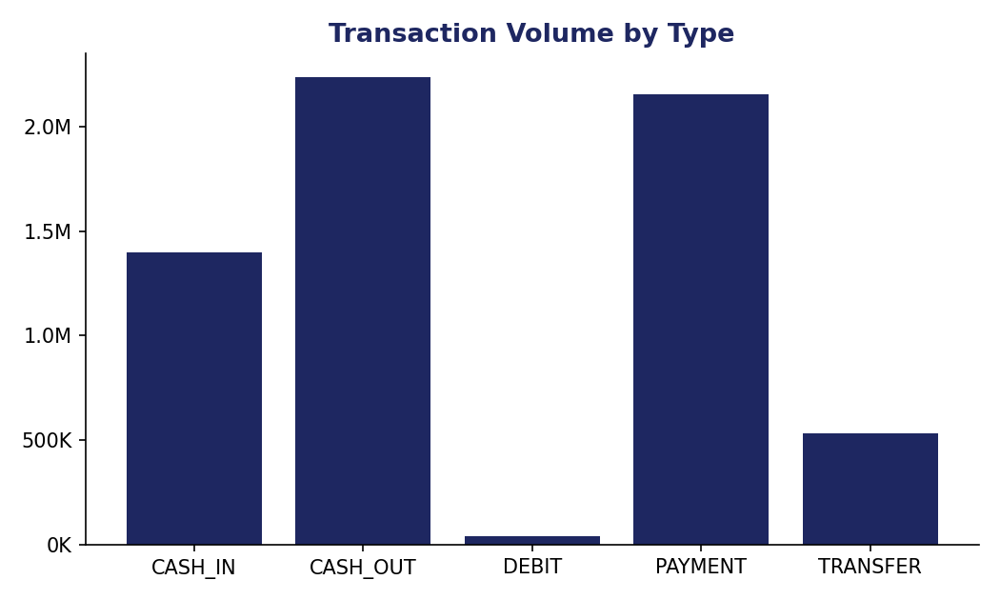 Transaction Volume by Type
2.0M
1.5M
1.0M
500K
0K
CASH_IN CASH_OUT DEBIT PAYMENT TRANSFER